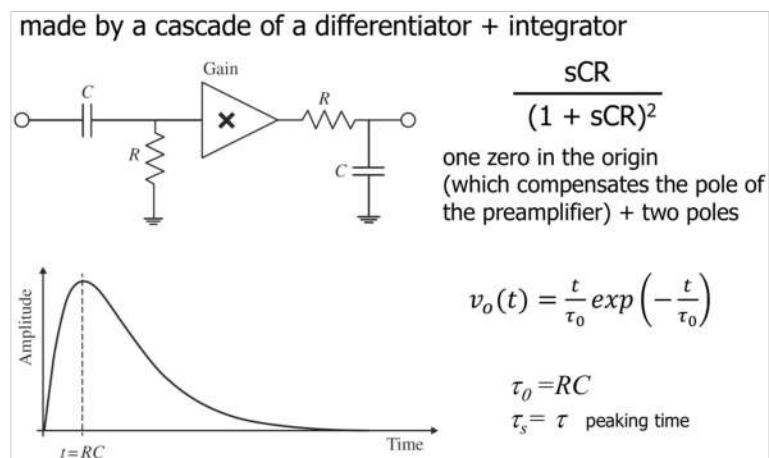 made by a cascade of a differentiator + integrator
Gain
C
R
R
C
sCR
(1 + sCR)²
one zero in the origin
(which compensates the pole of
the preamplifier) + two poles
Amplitude
t=RC
Time
v₀(t) = t/τ₀ exp(−t/τ₀)
τ₀ =RC
τₛ= τ peaking time